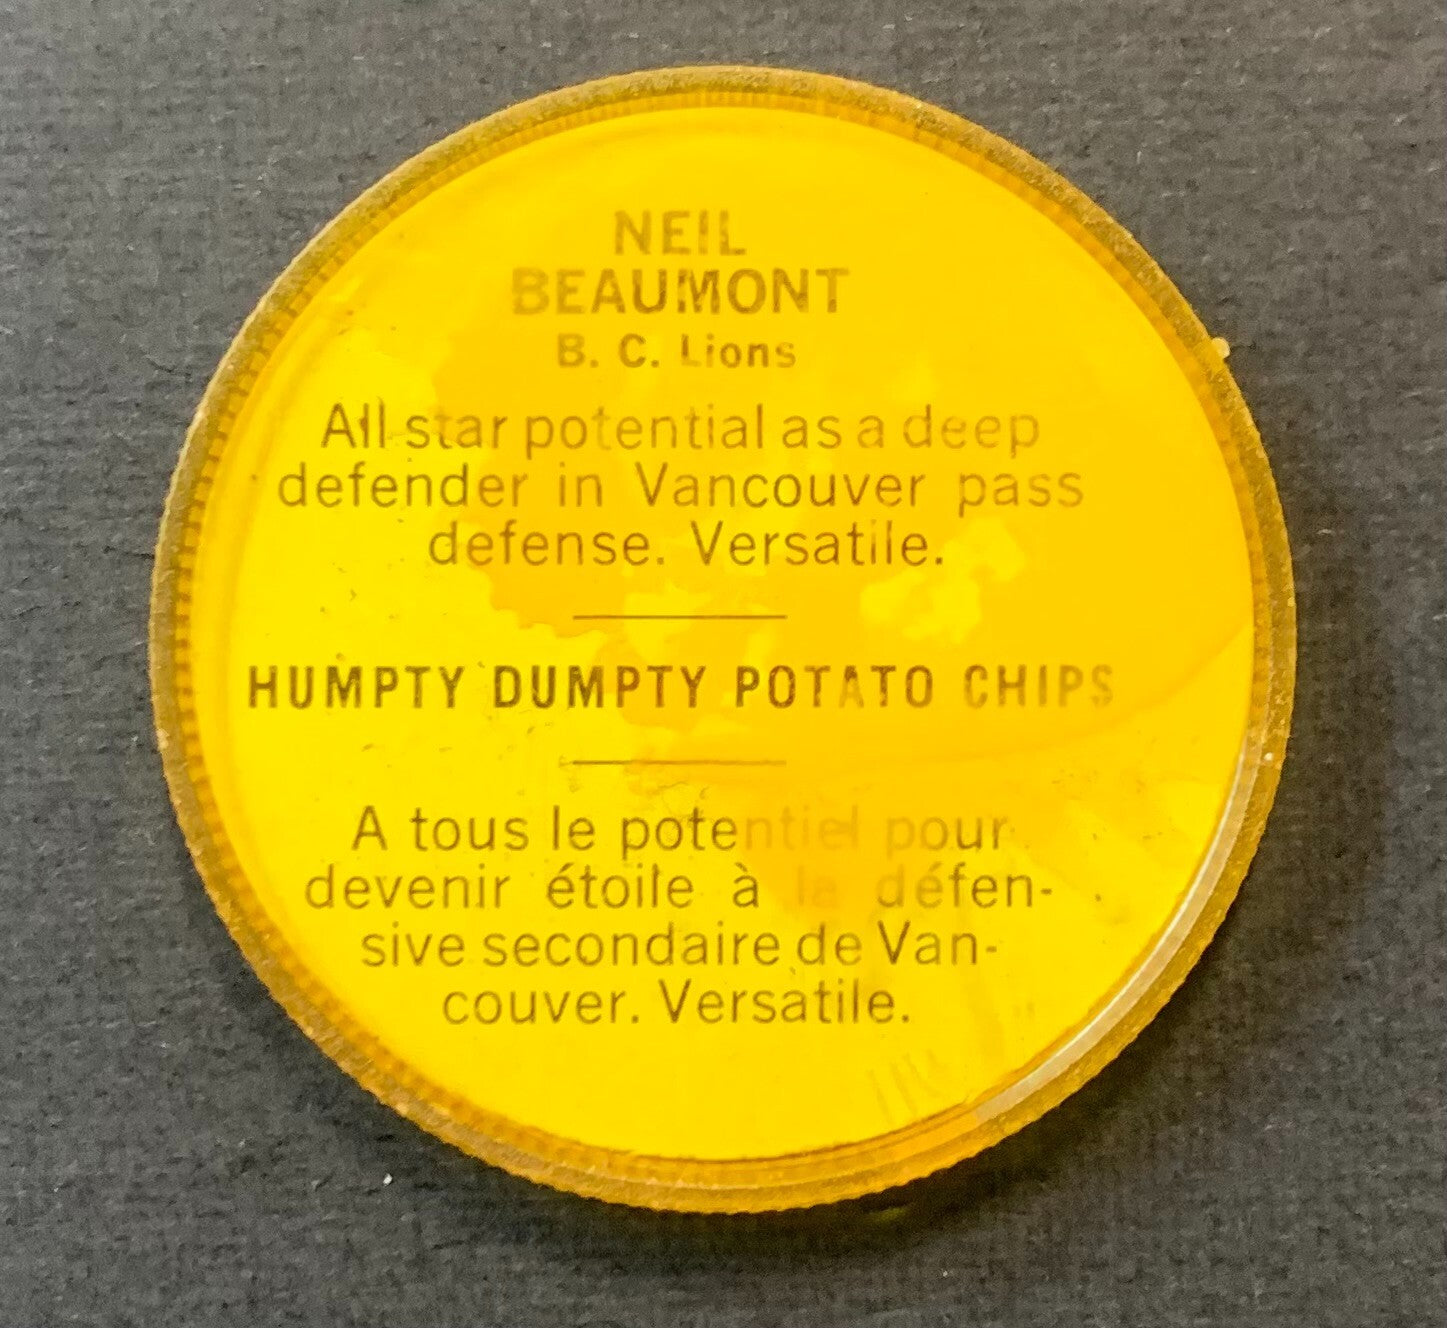 NEIL
BEAUMONT
B. C. Lions
All star potential as a deep
defender in Vancouver pass
defense. Versatile.
HUMPTY DUMPTY POTATO CHIPS
A tous le potentiel pour
devenir étoile à la défen-
sive secondaire de Van-
couver. Versatile.